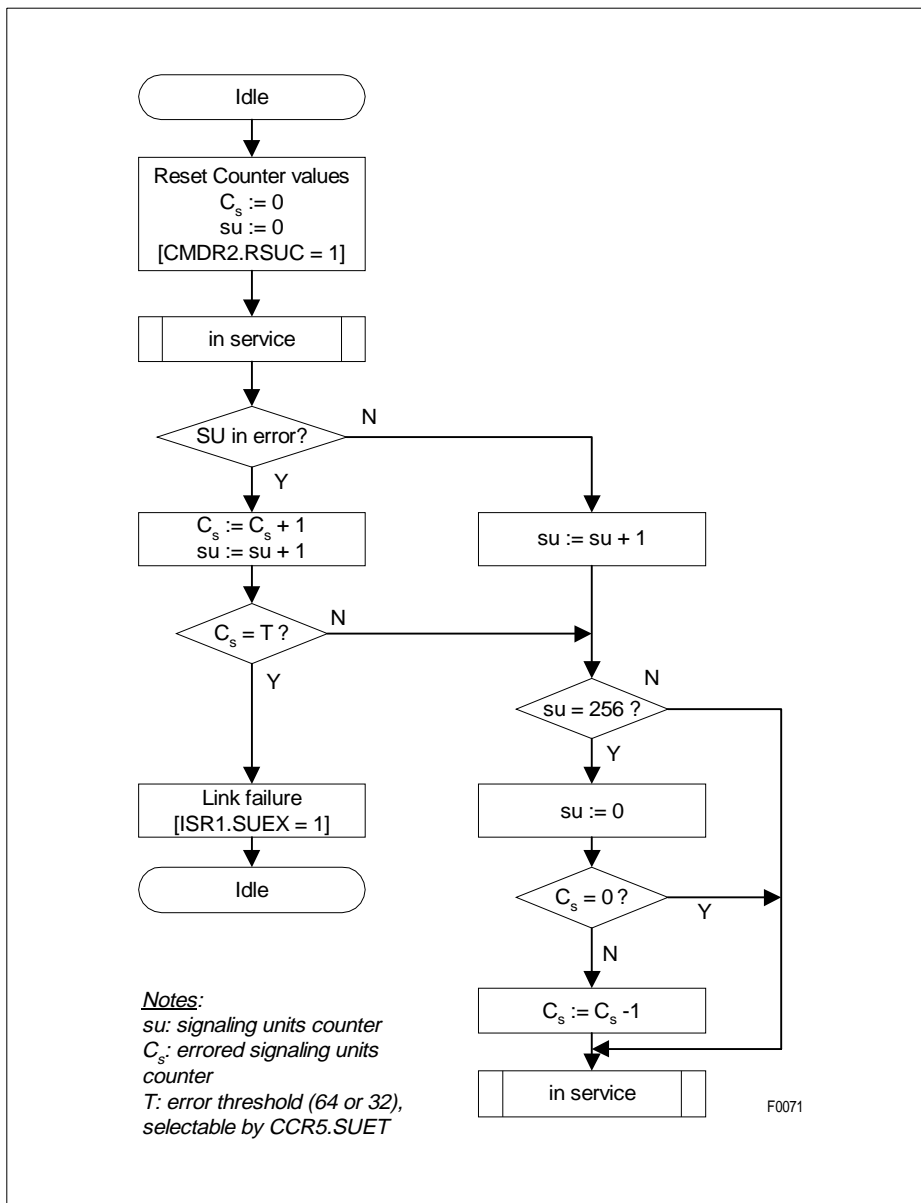 Idle
Reset Counter values
Cs := 0
su := 0
[CMDR2.RSUC = 1]
in service
SU in error?
N
Y
Cs := Cs + 1
su := su + 1
su := su + 1
Cs = T ?
N
Y
su = 256 ?
N
Y
Link failure
[ISR1.SUEX = 1]
su := 0
Idle
Cs = 0 ?
Y
N
Cs := Cs -1
in service
Notes:
su: signaling units counter
Cs: errored signaling units
counter
T: error threshold (64 or 32),
selectable by CCR5.SUET
F0071